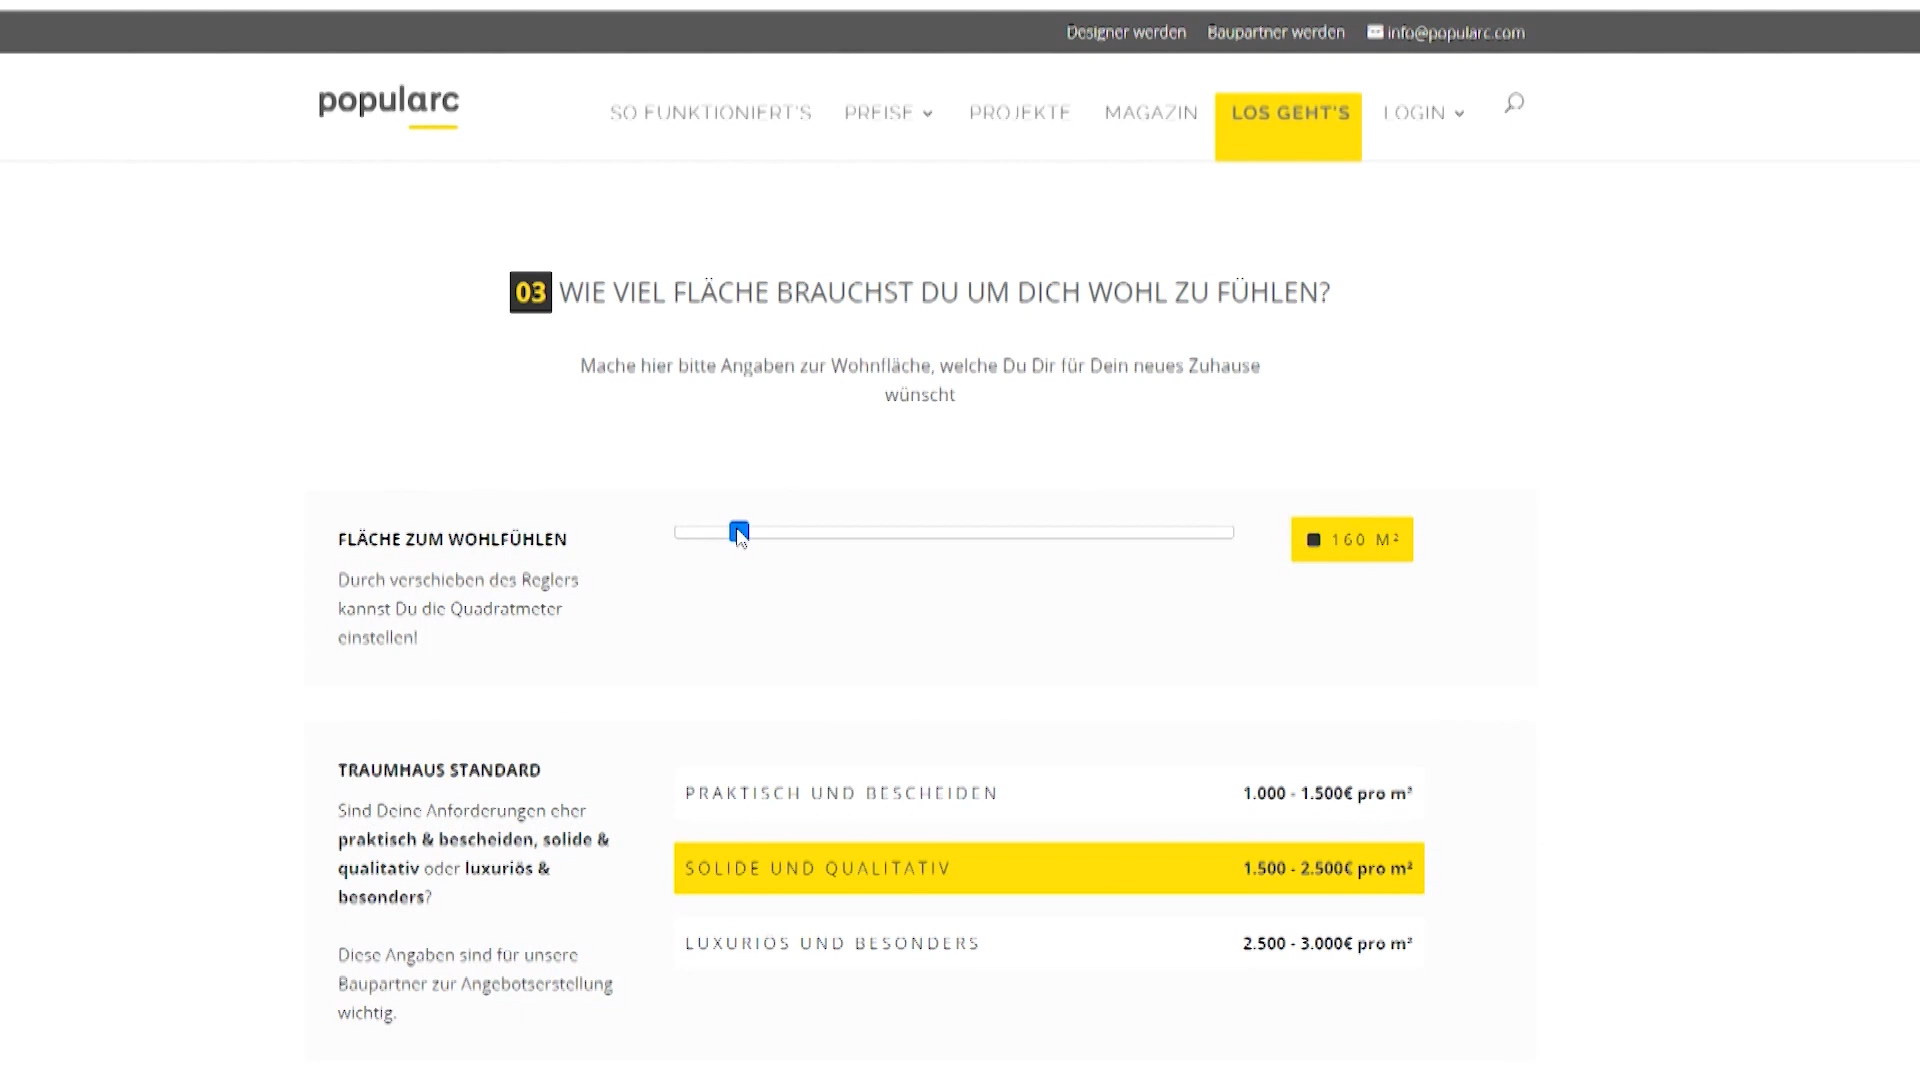 Designer werden Baupartner werden info@popularc.com
popularc SO FUNKTIONIERT'S PREISE PROJEKTE MAGAZIN LOS GEHT'S LOGIN
03 WIE VIEL FLÄCHE BRAUCHST DU UM DICH WOHL ZU FÜHLEN?
Mache hier bitte Angaben zur Wohnfläche, welche Du Dir für Dein neues Zuhause
wünscht
FLÄCHE ZUM WOHLFÜHLEN
160 M²
Durch verschieben des Reglers
kannst Du die Quadratmeter
einstellen!
TRAUMHAUS STANDARD
Sind Deine Anforderungen eher
praktisch & bescheiden, solide &
qualitativ oder luxuriös &
besonders?
Diese Angaben sind für unsere
Baupartner zur Angebotserstellung
wichtig.
PRAKTISCH UND BESCHEIDEN 1.000 - 1.500€ pro m²
SOLIDE UND QUALITATIV 1.500 - 2.500€ pro m²
LUXURIÖS UND BESONDERS 2.500 - 3.000€ pro m²